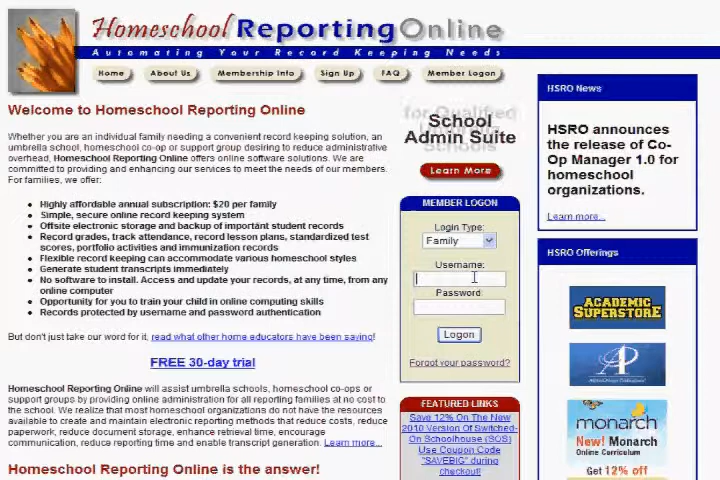 Homeschool ReportingOnline
Automating Your Record Keeping Needs
Home
About Us
Membership Info
Sign Up
FAQ
Member Logon
Welcome to Homeschool Reporting Online
Whether you are an individual family needing a convenient record keeping solution, an
umbrella school, homeschool co-op or support group desiring to reduce administrative
overhead, Homeschool Reporting Online offers online software solutions. We are
committed to providing and enhancing our services to meet the needs of our members.
For families, we offer:
Highly affordable annual subscription: $20 per family
Simple, secure online record keeping system
Offsite electronic storage and backup of important student records
Record grades, track attendance, record lesson plans, standardized test
scores, portfolio activities and immunization records
Flexible record keeping can accommodate various homeschool styles
Generate student transcripts immediately
No software to install. Access and update your records, at any time, from any
online computer
Opportunity for you to train your child in online computing skills
Records protected by username and password authentication
But don't just take our word for it, read what other home educators have been saying!
FREE 30-day trial
Homeschool Reporting Online will assist umbrella schools, homeschool co-ops or
support groups by providing online administration for all reporting families at no cost to
the school. We realize that most homeschool organizations do not have the resources
available to create and maintain electronic reporting methods that reduce costs, reduce
paperwork, reduce document storage, enhance retrieval time, encourage
communication, reduce reporting time and enable transcript generation. Learn more...
Homeschool Reporting Online is the answer!
for Qualified
Schools
School
Admin Suite
Learn More
MEMBER LOGON
Login Type:
Family
Username:
Password:
Logon
Forgot your password?
FEATURED LINKS
Save 12% On The New
2010 Version Of Switched-
On Schoolhouse (SOS)
Use Coupon Code
"SAVEBIG" during
checkout!
HSRO News
HSRO announces
the release of Co-
Op Manager 1.0 for
homeschool
organizations.
Learn more...
HSRO Offerings
ACADEMIC
SUPERSTORE
AP
monarch
New! Monarch
Online Curriculum
Get 12% off